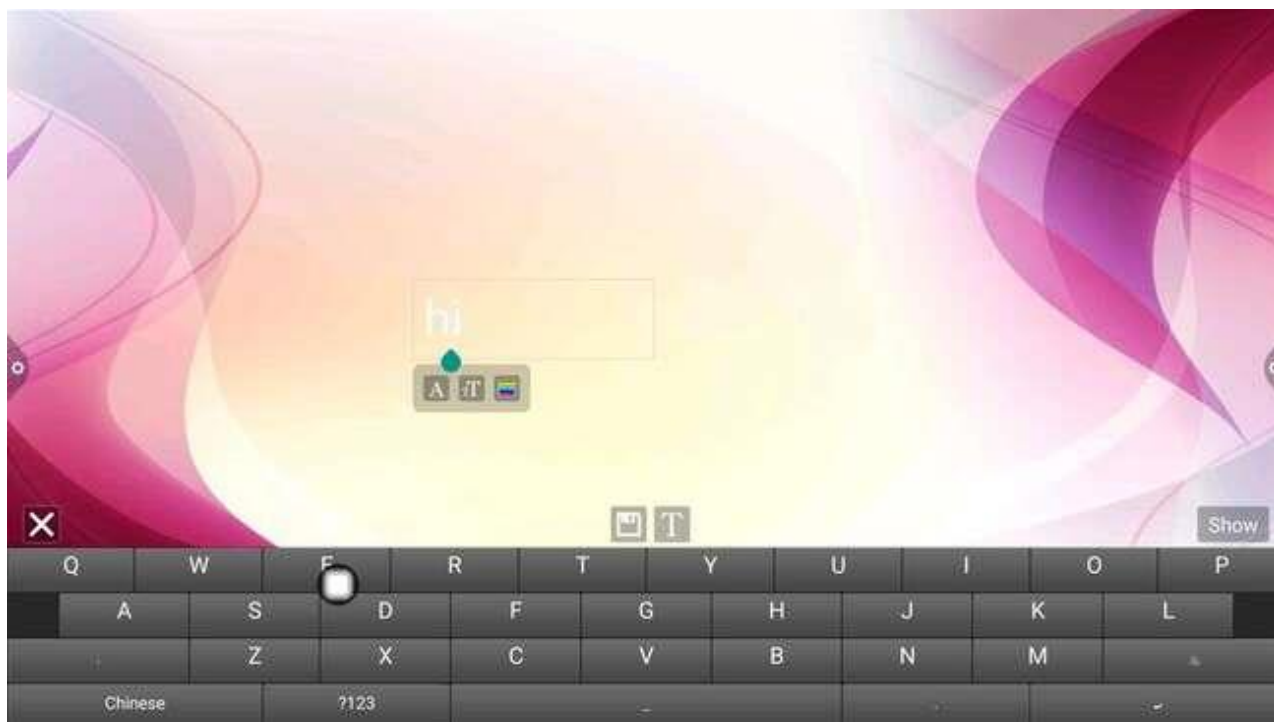 hi
A T
T
Show
Q W E R T Y U I O P
A S D F G H J K L
Z X C V B N M
Chinese ?123